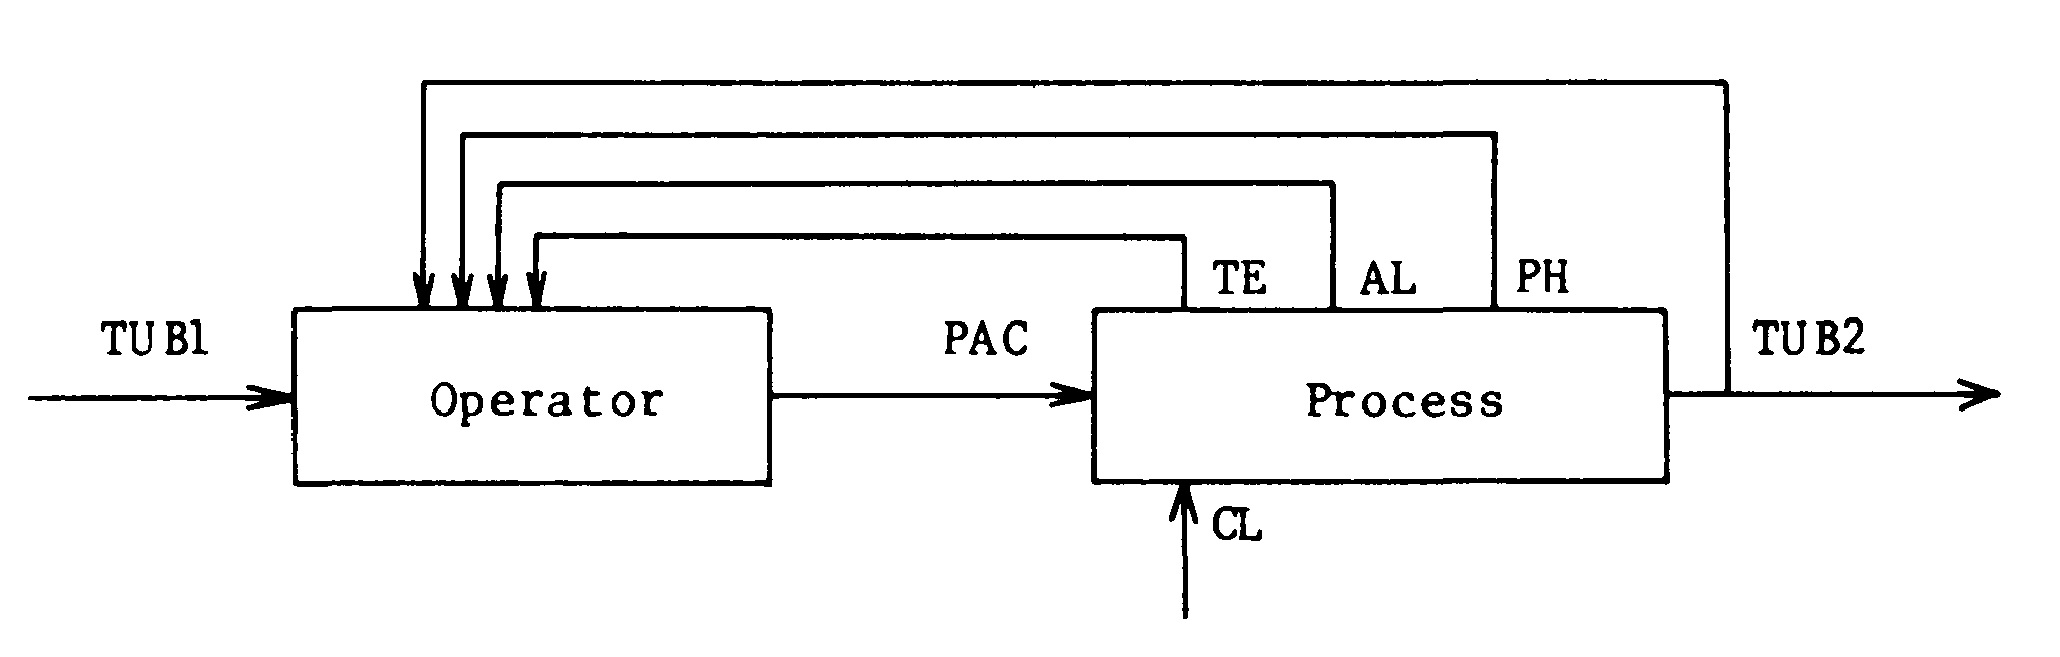 TE AL PH
TUB1 PAC TUB2
Operator Process
CL